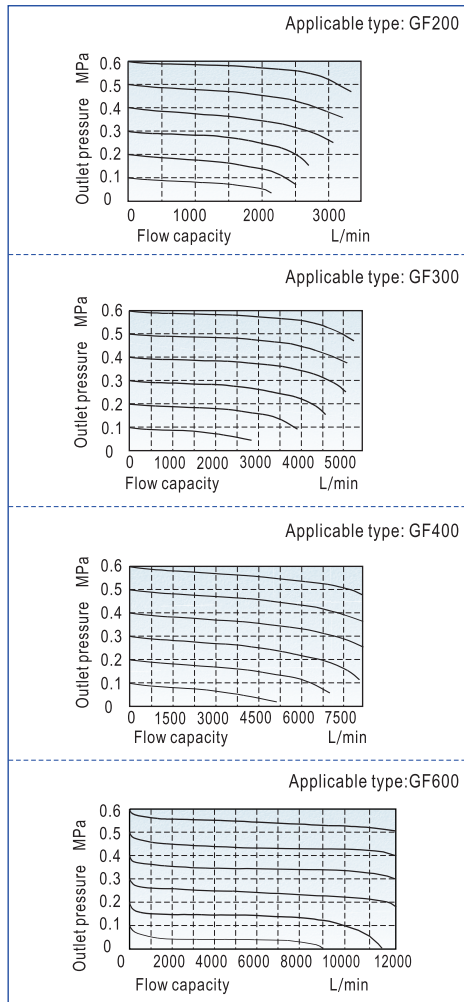 Applicable type: GF200
Outlet pressure MPa
0.6
0.5
0.4
0.3
0.2
0.1
0
0 1000 2000 3000
Flow capacity L/min
Applicable type: GF300
Outlet pressure MPa
0.6
0.5
0.4
0.3
0.2
0.1
0
0 1000 2000 3000 4000 5000
Flow capacity L/min
Applicable type: GF400
Outlet pressure MPa
0.6
0.5
0.4
0.3
0.2
0.1
0
0 1500 3000 4500 6000 7500
Flow capacity L/min
Applicable type:GF600
Outlet pressure MPa
0.6
0.5
0.4
0.3
0.2
0.1
0
0 2000 4000 6000 8000 10000 12000
Flow capacity L/min